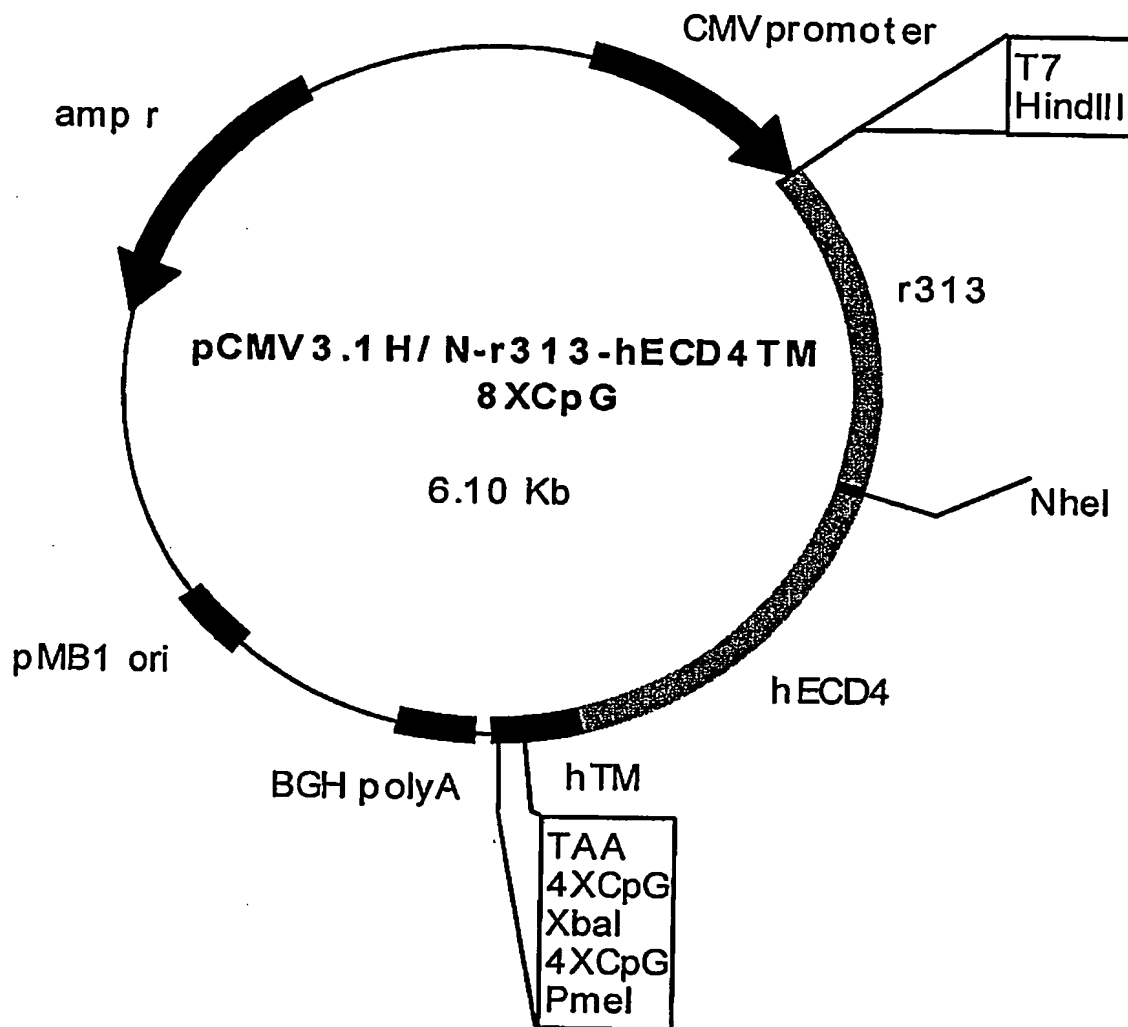 CMVpromoter
T7
HindIII
amp r
r313
pCMV3.1H/N-r313-hECD4TM
8XCpG
6.10 Kb
NheI
pMB1 ori
hECD4
BGH polyA
hTM
TAA
4XCpG
XbaI
4XCpG
PmeI